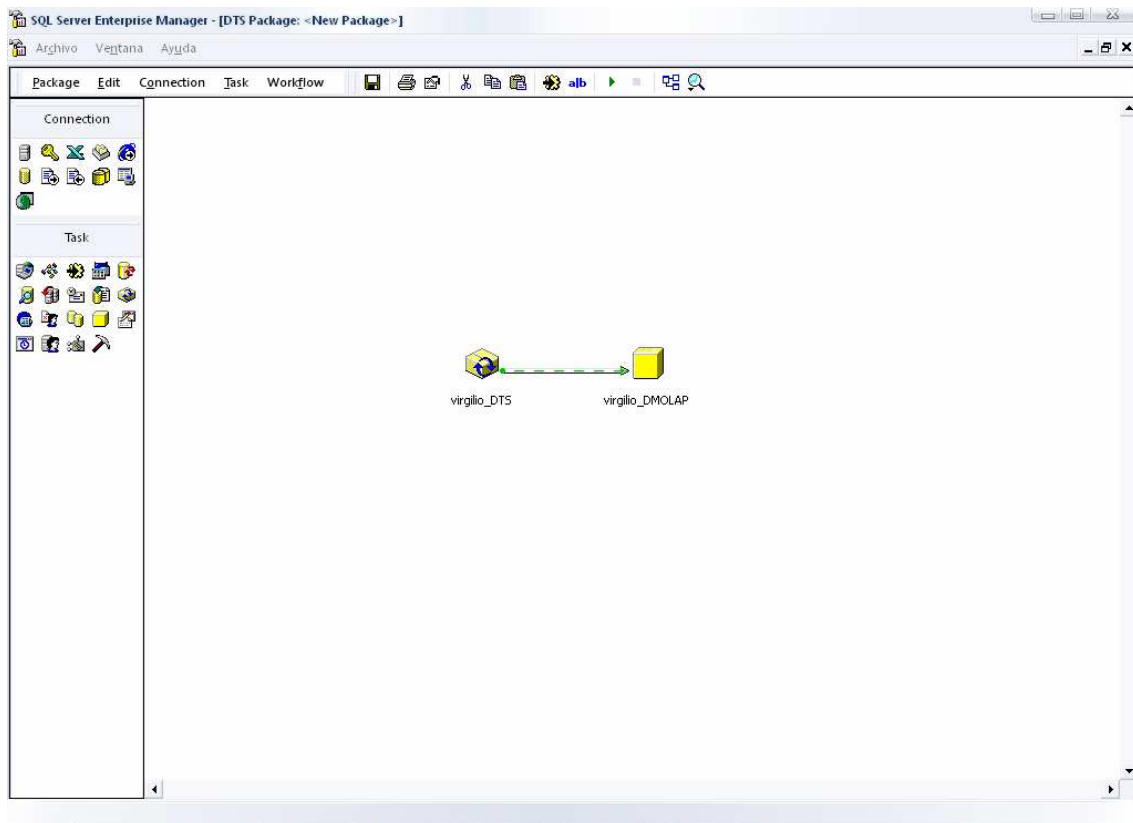 SQL Server Enterprise Manager - [DTS Package: <New Package>]
Archivo Ventana Ayuda
Package Edit Connection Task Workflow
a|b
Connection
Task
virgilio_DTS
virgilio_DMOLAP